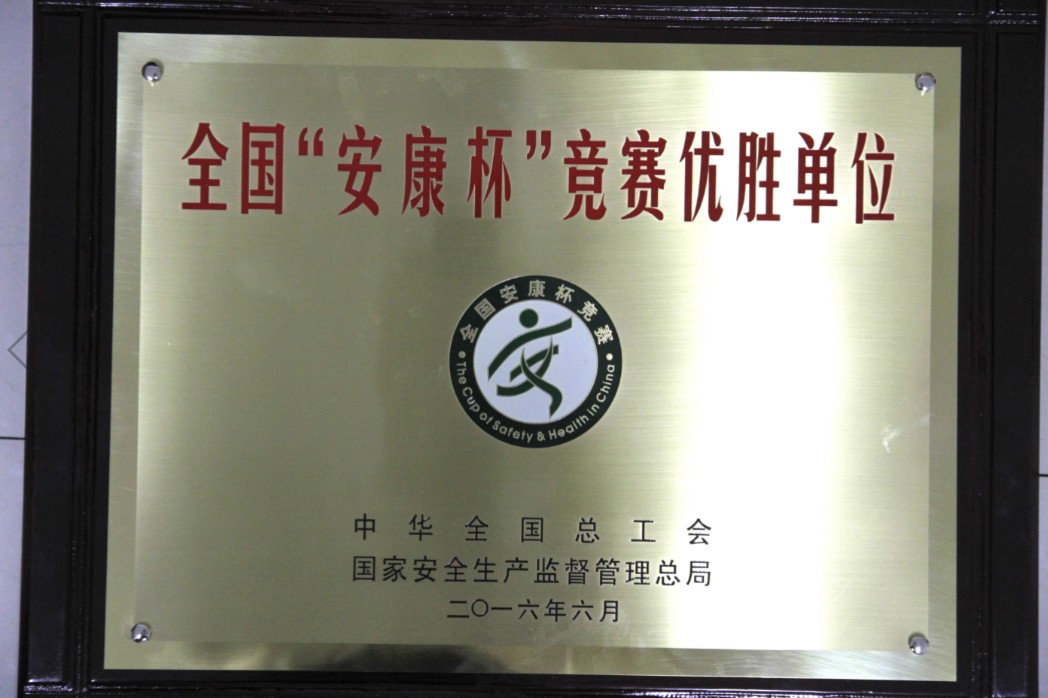 全国“安康杯”竞赛优胜单位
全国安康杯竞赛
The Cup of Safety & Health in China
中华全国总工会
国家安全生产监督管理总局
二〇一六年六月